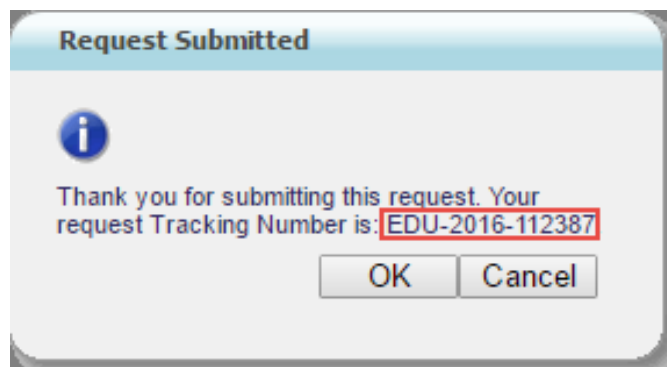 Request Submitted
Thank you for submitting this request. Your
request Tracking Number is: EDU-2016-112387
OK Cancel